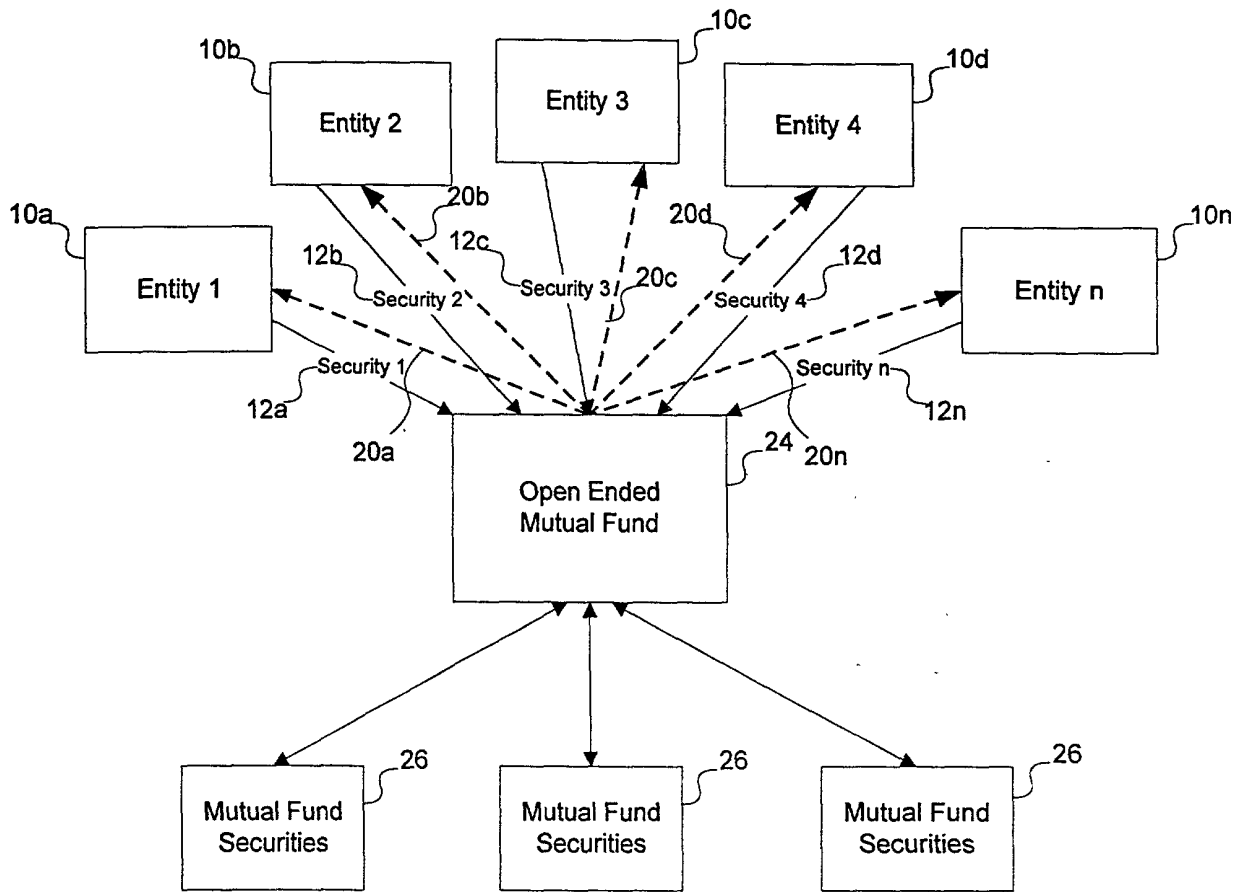 10c
10b
10d
Entity 3
Entity 2
Entity 4
20b
10a
20d
10n
12c
12b
12d
Entity 1
Security 2
Security 3
20c
Security 4
Entity n
Security 1
Security n
12a
12n
20a
24
20n
Open Ended
Mutual Fund
26
26
26
Mutual Fund
Securities
Mutual Fund
Securities
Mutual Fund
Securities